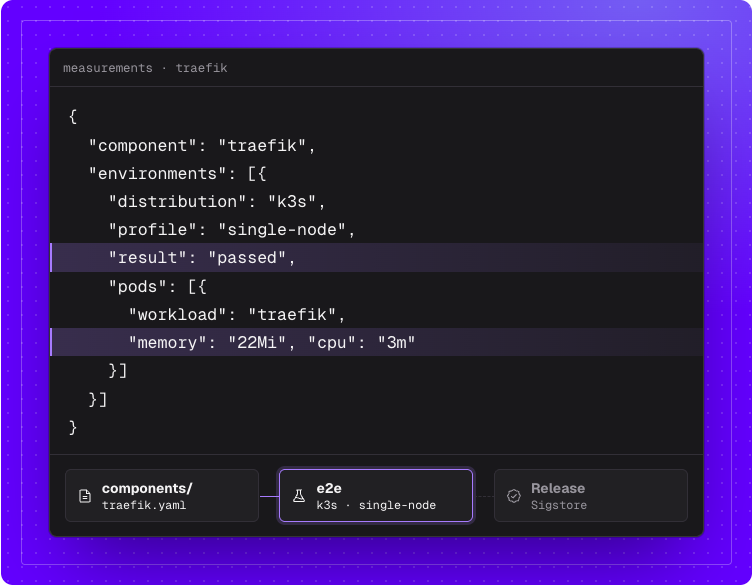 measurements · traefik
{
"component": "traefik",
"environments": [{
"distribution": "k3s",
"profile": "single-node",
"result": "passed",
"pods": [{
"workload": "traefik",
"memory": "22Mi", "cpu": "3m"
}]
}]
}
components/
traefik.yaml
e2e
k3s · single-node
Release
Sigstore